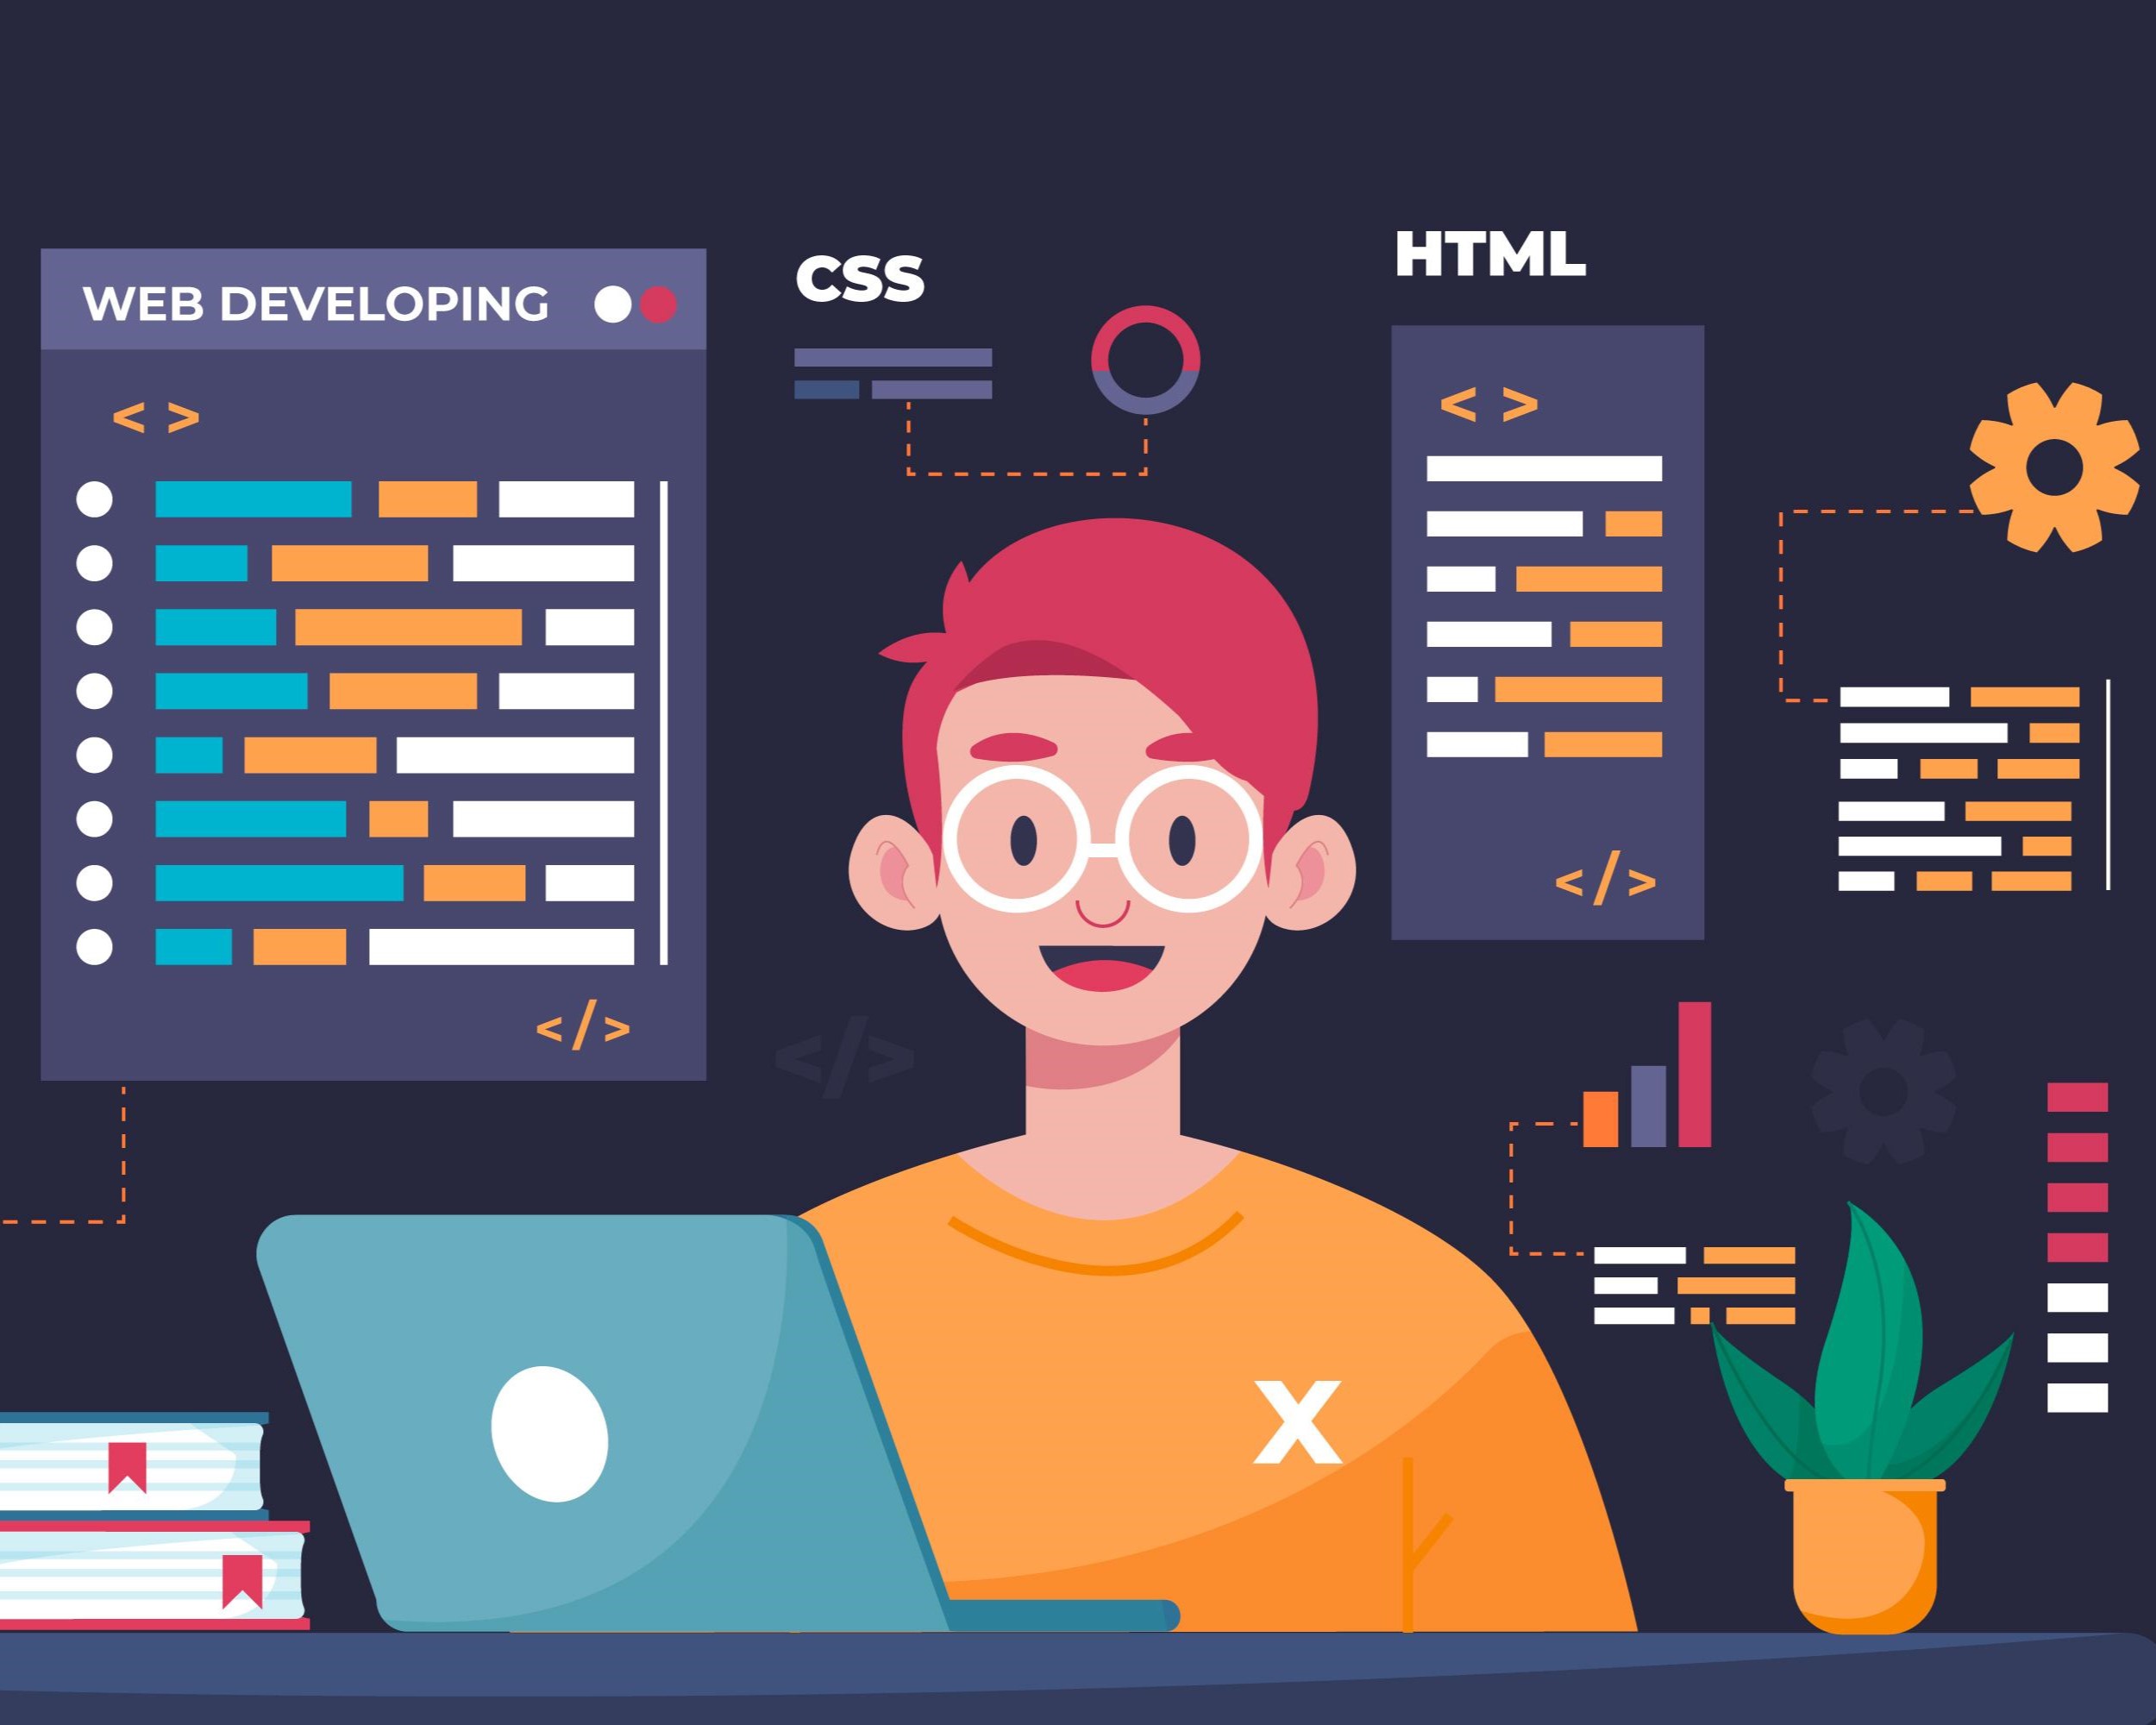 HTML
CSS
WEB DEVELOPING
< >
< >
</>
</>
</>
X